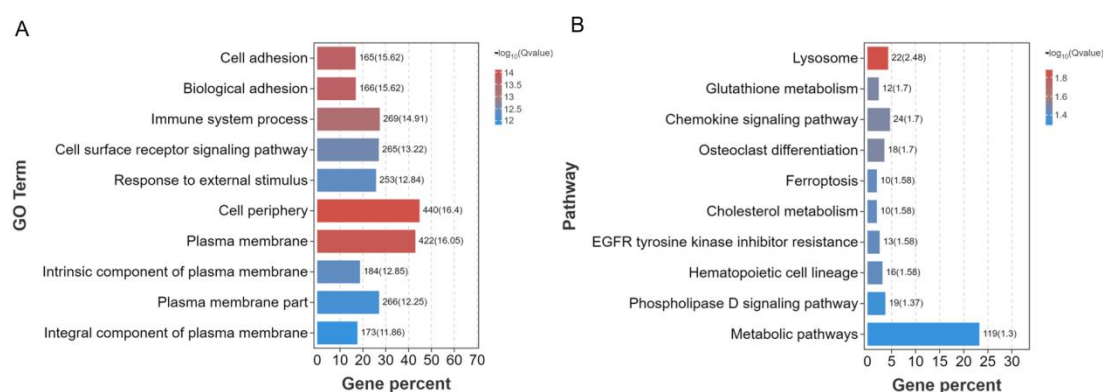 A
GO Term
Cell adhesion 165(15.62)
Biological adhesion 166(15.62)
Immune system process 269(14.91)
Cell surface receptor signaling pathway 265(13.22)
Response to external stimulus 253(12.84)
Cell periphery 440(16.4)
Plasma membrane 422(16.05)
Intrinsic component of plasma membrane 184(12.85)
Plasma membrane part 266(12.25)
Integral component of plasma membrane 173(11.86)
0 10 20 30 40 50 60 70
Gene percent
-log10(Qvalue)
14
13.5
13
12.5
12
B
Pathway
Lysosome 22(2.48)
Glutathione metabolism 12(1.7)
Chemokine signaling pathway 24(1.7)
Osteoclast differentiation 18(1.7)
Ferroptosis 10(1.58)
Cholesterol metabolism 10(1.58)
EGFR tyrosine kinase inhibitor resistance 13(1.58)
Hematopoietic cell lineage 16(1.58)
Phospholipase D signaling pathway 19(1.37)
Metabolic pathways 119(1.3)
0 5 10 15 20 25 30
Gene percent
-log10(Qvalue)
1.8
1.6
1.4